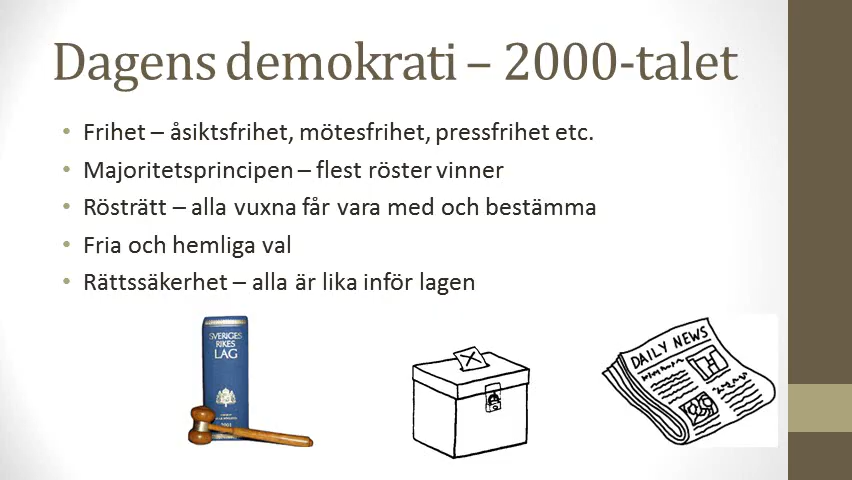 Dagens demokrati – 2000-talet
• Frihet – åsiktsfrihet, mötesfrihet, pressfrihet etc.
• Majoritetsprincipen – flest röster vinner
• Rösträtt – alla vuxna får vara med och bestämma
• Fria och hemliga val
• Rättssäkerhet – alla är lika inför lagen
SVERIGES
RIKES
LAG
DAILY NEWS